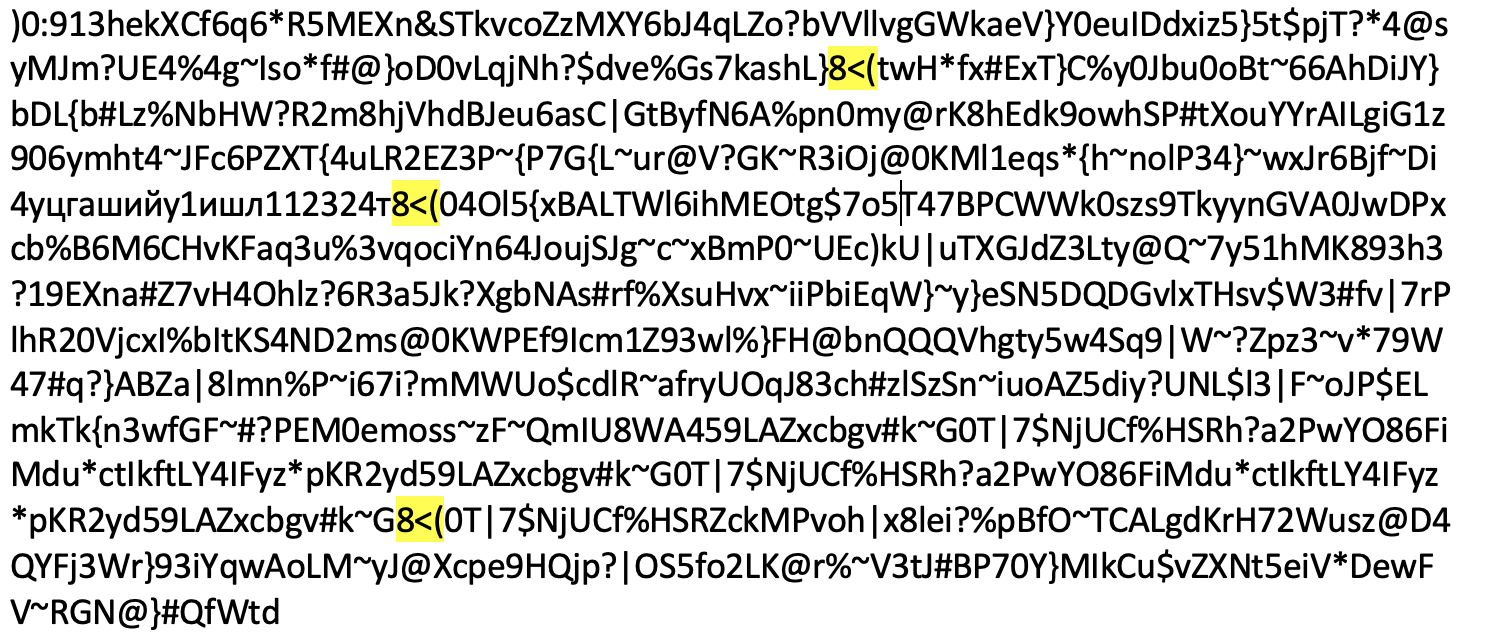 )0:913hekXCf6q6*R5MEXn&STkvcoZzMXY6bJ4qLZo?bVVllvgGWkaeV}Y0euIDdxiz5}5t$pjT?*4@s
yMJm?UE4%4g~Iso*f#@}oD0vLqjNh?$dve%Gs7kashL}8<(twH*fx#ExT}C%y0Jbu0oBt~66AhDiJY}
bDL{b#Lz%NbHW?R2m8hjVhdBJeu6asC|GtByfN6A%pn0my@rK8hEdk9owhSP#tXouYYrAILgiG1z
906ymht4~JFc6PZXT{4uLR2EZ3P~{P7G{L~ur@V?GK~R3iOj@0KMl1eqs*{h~nolP34}~wxJr6Bjf~Di
4уцгашийу1ишл112324т8<(04Ol5{xBALTWl6ihMEOtg$7o5T47BPCWWk0szs9TkyynGVA0JwDPx
cb%B6M6CHvKFaq3u%3vqociYn64JoujSJg~c~xBmP0~UEc)kU|uTXGJdZ3Lty@Q~7y51hMK893h3
?19EXna#Z7vH4Ohlz?6R3a5Jk?XgbNAs#rf%XsuHvx~iiPbiEqW}~y}eSN5DQDGvlxTHsv$W3#fv|7rP
lhR20VjcxI%bItKS4ND2ms@0KWPEf9Icm1Z93wl%}FH@bnQQQVhgty5w4Sq9|W~?Zpz3~v*79W
47#q?}ABZa|8lmn%P~i67i?mMWUo$cdlR~afryUOqJ83ch#zlSzSn~iuoAZ5diy?UNL$l3|F~oJP$EL
mkTk{n3wfGF~#?PEM0emoss~zF~QmIU8WA459LAZxcbgv#k~G0T|7$NjUCf%HSRh?a2PwYO86Fi
Mdu*ctIkftLY4IFyz*pKR2yd59LAZxcbgv#k~G0T|7$NjUCf%HSRh?a2PwYO86FiMdu*ctIkftLY4IFyz
*pKR2yd59LAZxcbgv#k~G8<(0T|7$NjUCf%HSRZckMPvoh|x8lei?%pBfO~TCALgdKrH72Wusz@D4
QYFj3Wr}93iYqwAoLM~yJ@Xcpe9HQjp?|OS5fo2LK@r%~V3tJ#BP70Y}MIkCu$vZXNt5eiV*DewF
V~RGN@}#QfWtd